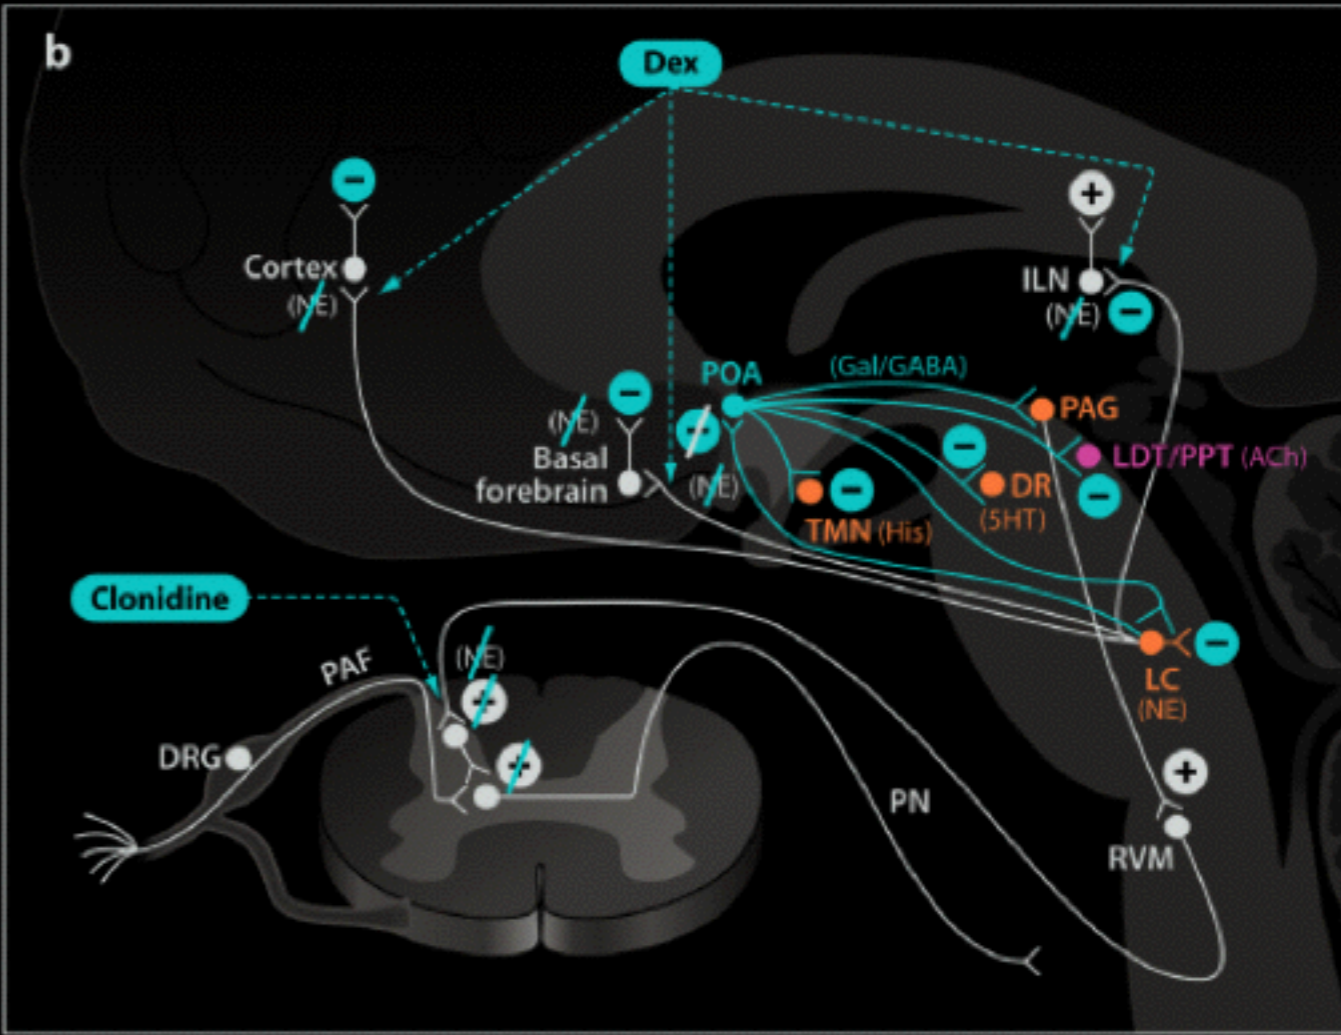 b
Dex
−
+
Cortex
(NE)
ILN
(NE)
−
POA
(Gal/GABA)
PAG
−
(NE)
−
−
LDT/PPT (ACh)
Basal
forebrain
(NE)
−
DR
−
(5HT)
TMN (His)
Clonidine
−
LC
(NE)
PAF
(NE)
+
DRG
+
PN
+
RVM